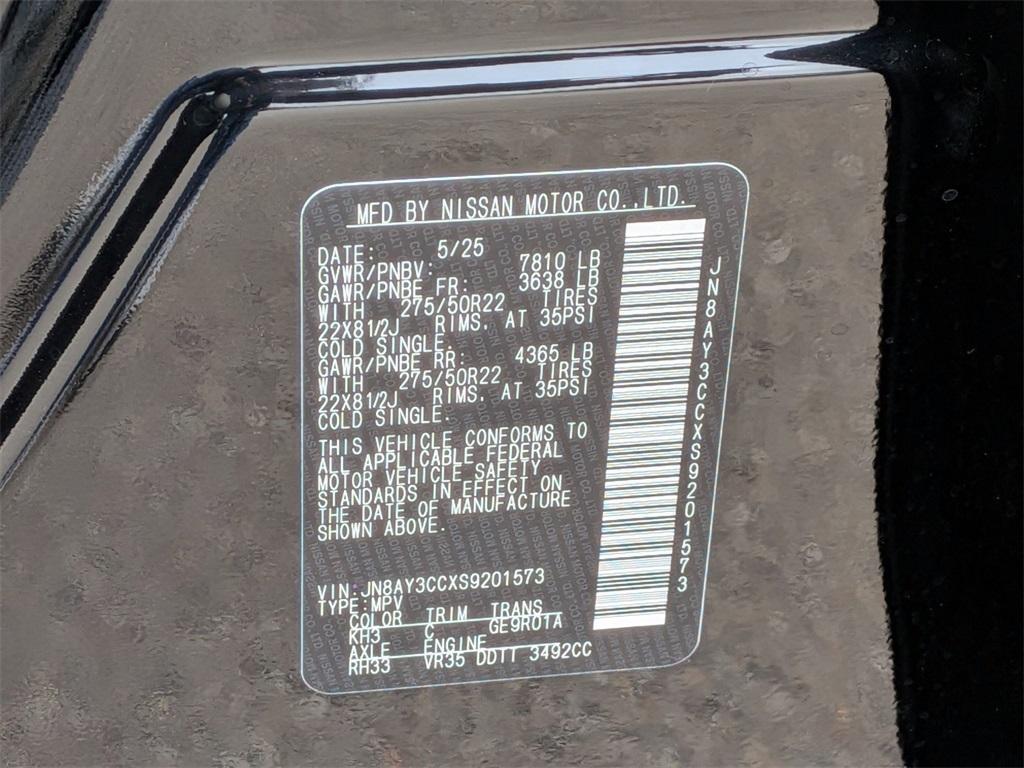 MFD BY NISSAN MOTOR CO.,LTD.
DATE: 5/25
GVWR/PNBV: 7810 LB
GAWR/PNBE FR: 3638 LB
WITH 275/50R22 TIRES
22X81/2J RIMS, AT 35PSI
COLD SINGLE.
GAWR/PNBE RR: 4365 LB
WITH 275/50R22 TIRES
22X81/2J RIMS, AT 35PSI
COLD SINGLE.
THIS VEHICLE CONFORMS TO
ALL APPLICABLE FEDERAL
MOTOR VEHICLE SAFETY
STANDARDS IN EFFECT ON
THE DATE OF MANUFACTURE
SHOWN ABOVE.
VIN:JN8AY3CCXS9201573
TYPE:MPV
COLOR TRIM TRANS
KH3 C GE9R01A
AXLE ENGINE
RH33 VR35 DDTT 3492CC
JN8AY3CCXS9201573